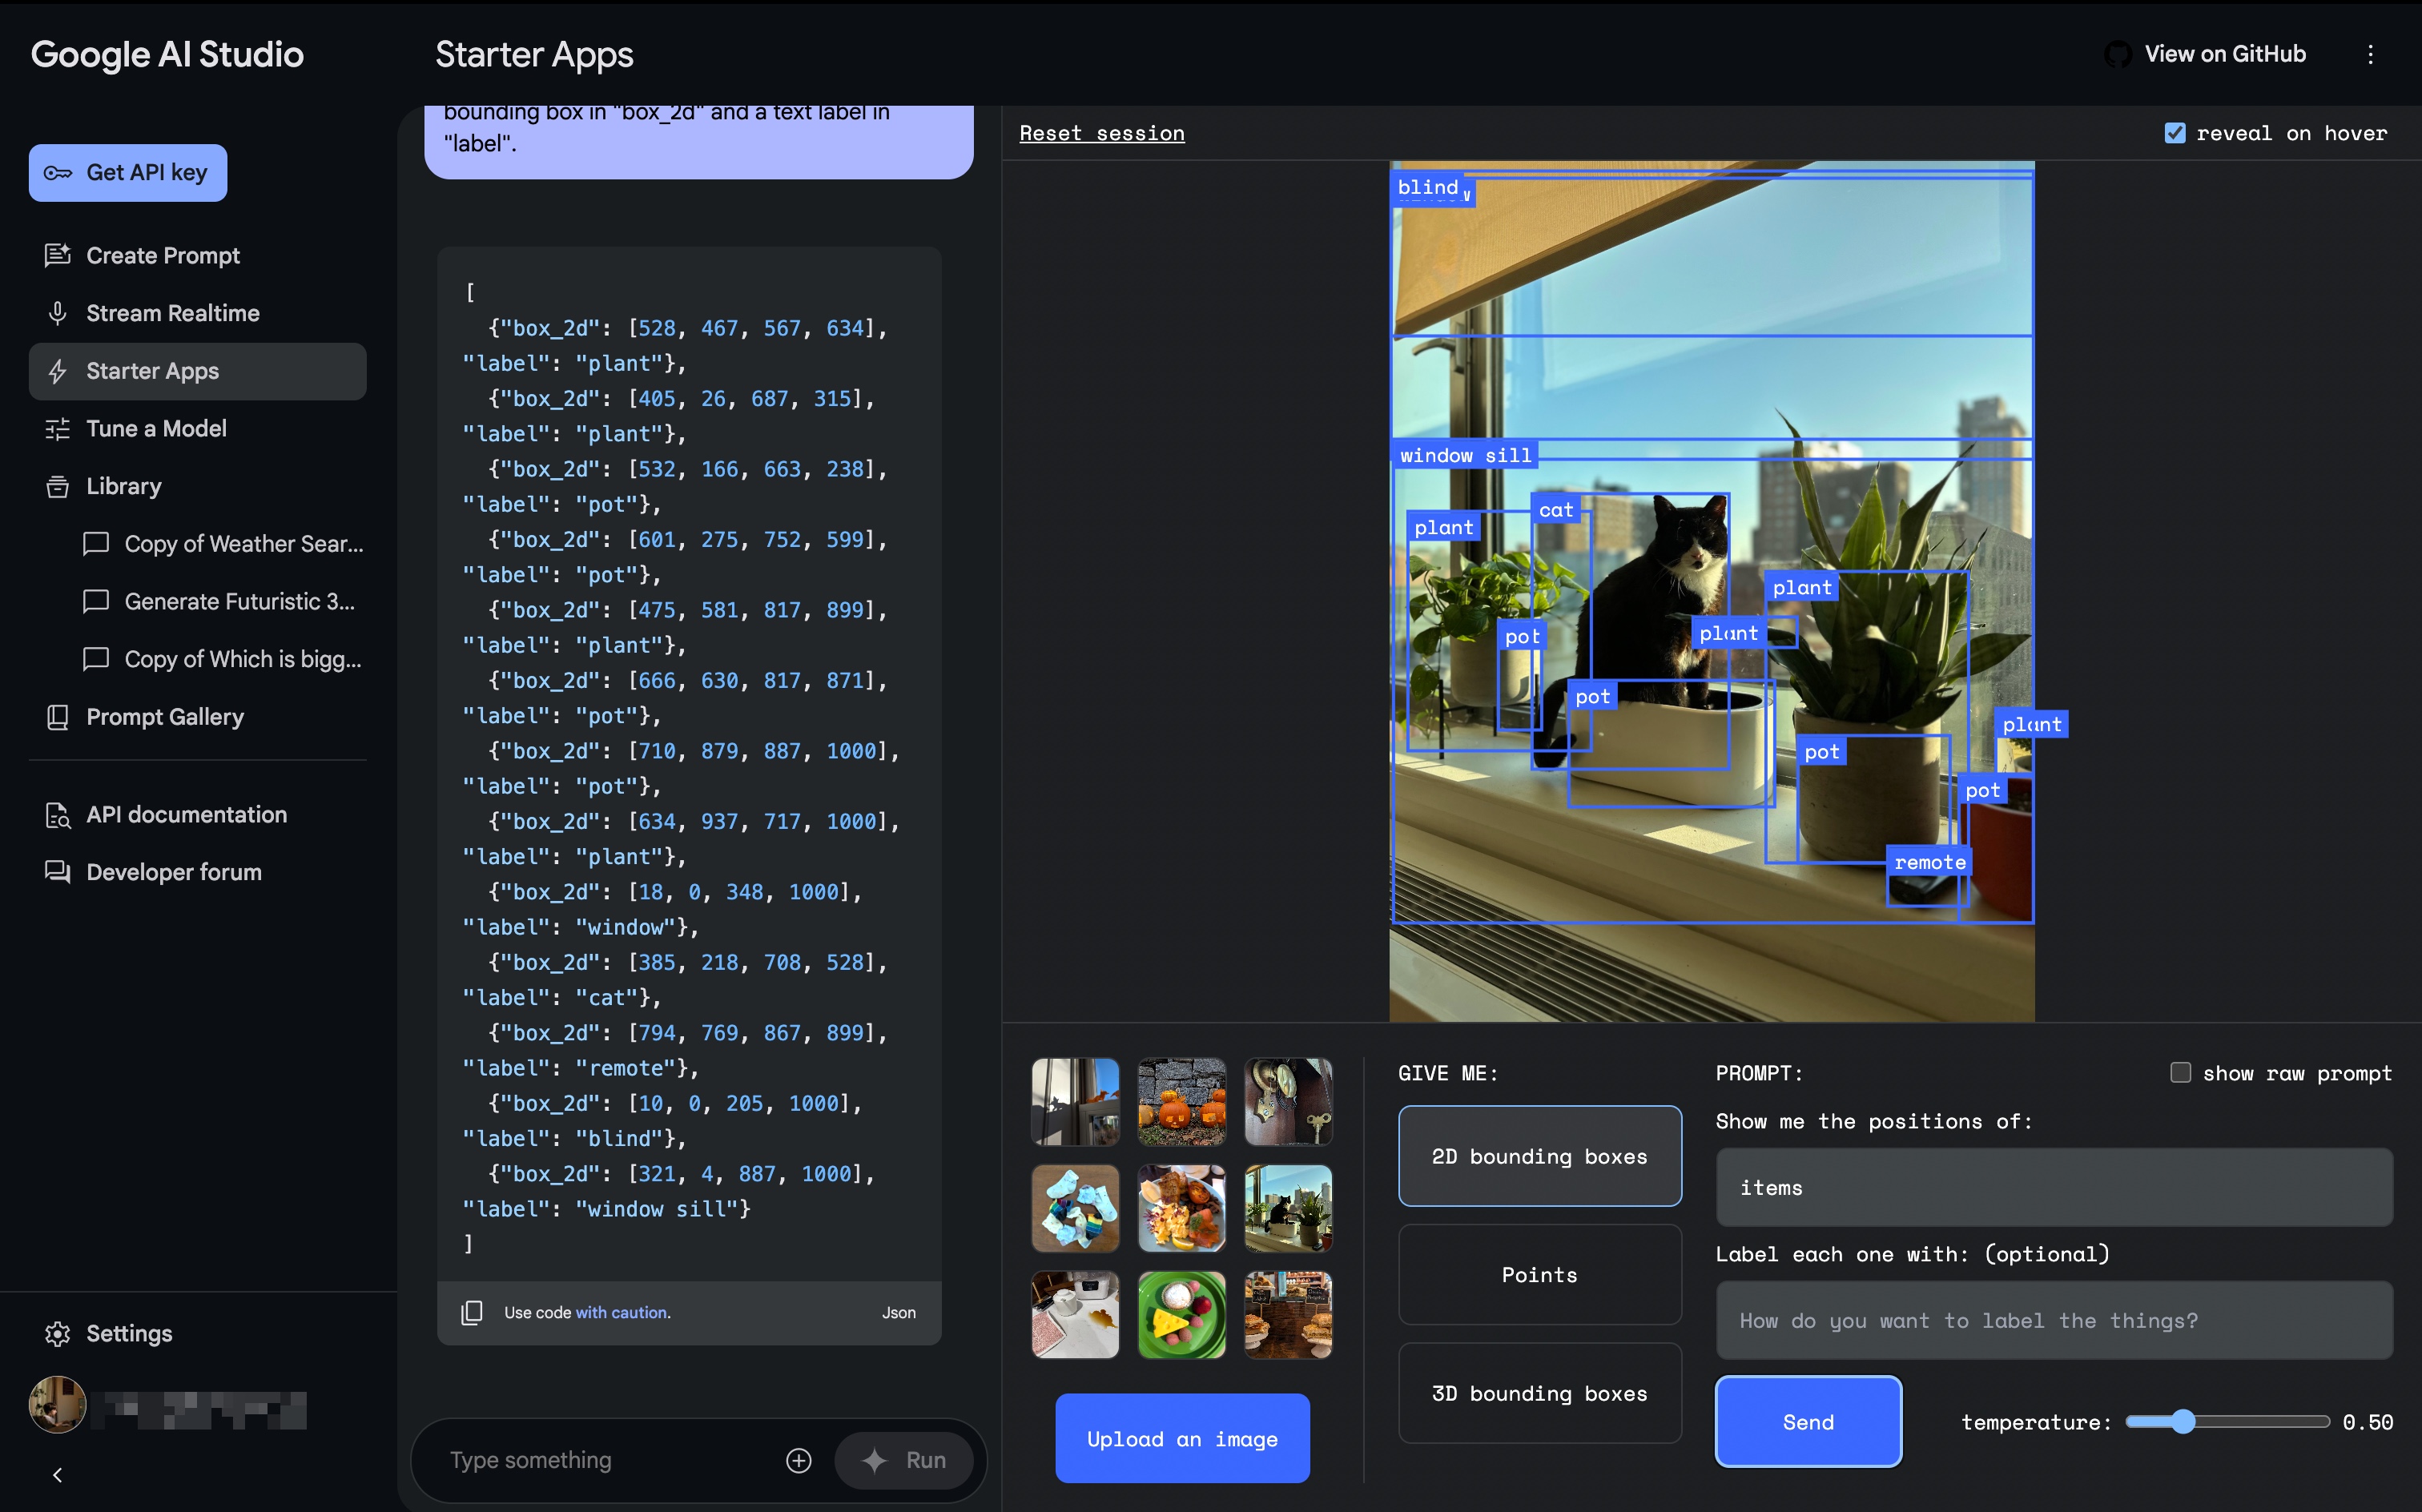 Google AI Studio
Get API key
Create Prompt
Stream Realtime
Starter Apps
Tune a Model
Library
Copy of Weather Sear...
Generate Futuristic 3...
Copy of Which is bigg...
Prompt Gallery
API documentation
Developer forum
Settings
Starter Apps
View on GitHub
bounding box in "box_2d" and a text label in
"label".
[
{"box_2d": [528, 467, 567, 634],
"label": "plant"},
{"box_2d": [405, 26, 687, 315],
"label": "plant"},
{"box_2d": [532, 166, 663, 238],
"label": "pot"},
{"box_2d": [601, 275, 752, 599],
"label": "pot"},
{"box_2d": [475, 581, 817, 899],
"label": "plant"},
{"box_2d": [666, 630, 817, 871],
"label": "pot"},
{"box_2d": [710, 879, 887, 1000],
"label": "pot"},
{"box_2d": [634, 937, 717, 1000],
"label": "plant"},
{"box_2d": [18, 0, 348, 1000],
"label": "window"},
{"box_2d": [385, 218, 708, 528],
"label": "cat"},
{"box_2d": [794, 769, 867, 899],
"label": "remote"},
{"box_2d": [10, 0, 205, 1000],
"label": "blind"},
{"box_2d": [321, 4, 887, 1000],
"label": "window sill"}
]
Use code with caution.
Json
Type something
Run
Reset session
reveal on hover
blind
window sill
cat
plant
plant
pot
plant
pot
plant
pot
pot
remote
Upload an image
GIVE ME:
2D bounding boxes
Points
3D bounding boxes
PROMPT:
show raw prompt
Show me the positions of:
items
Label each one with: (optional)
How do you want to label the things?
Send
temperature:
0.50